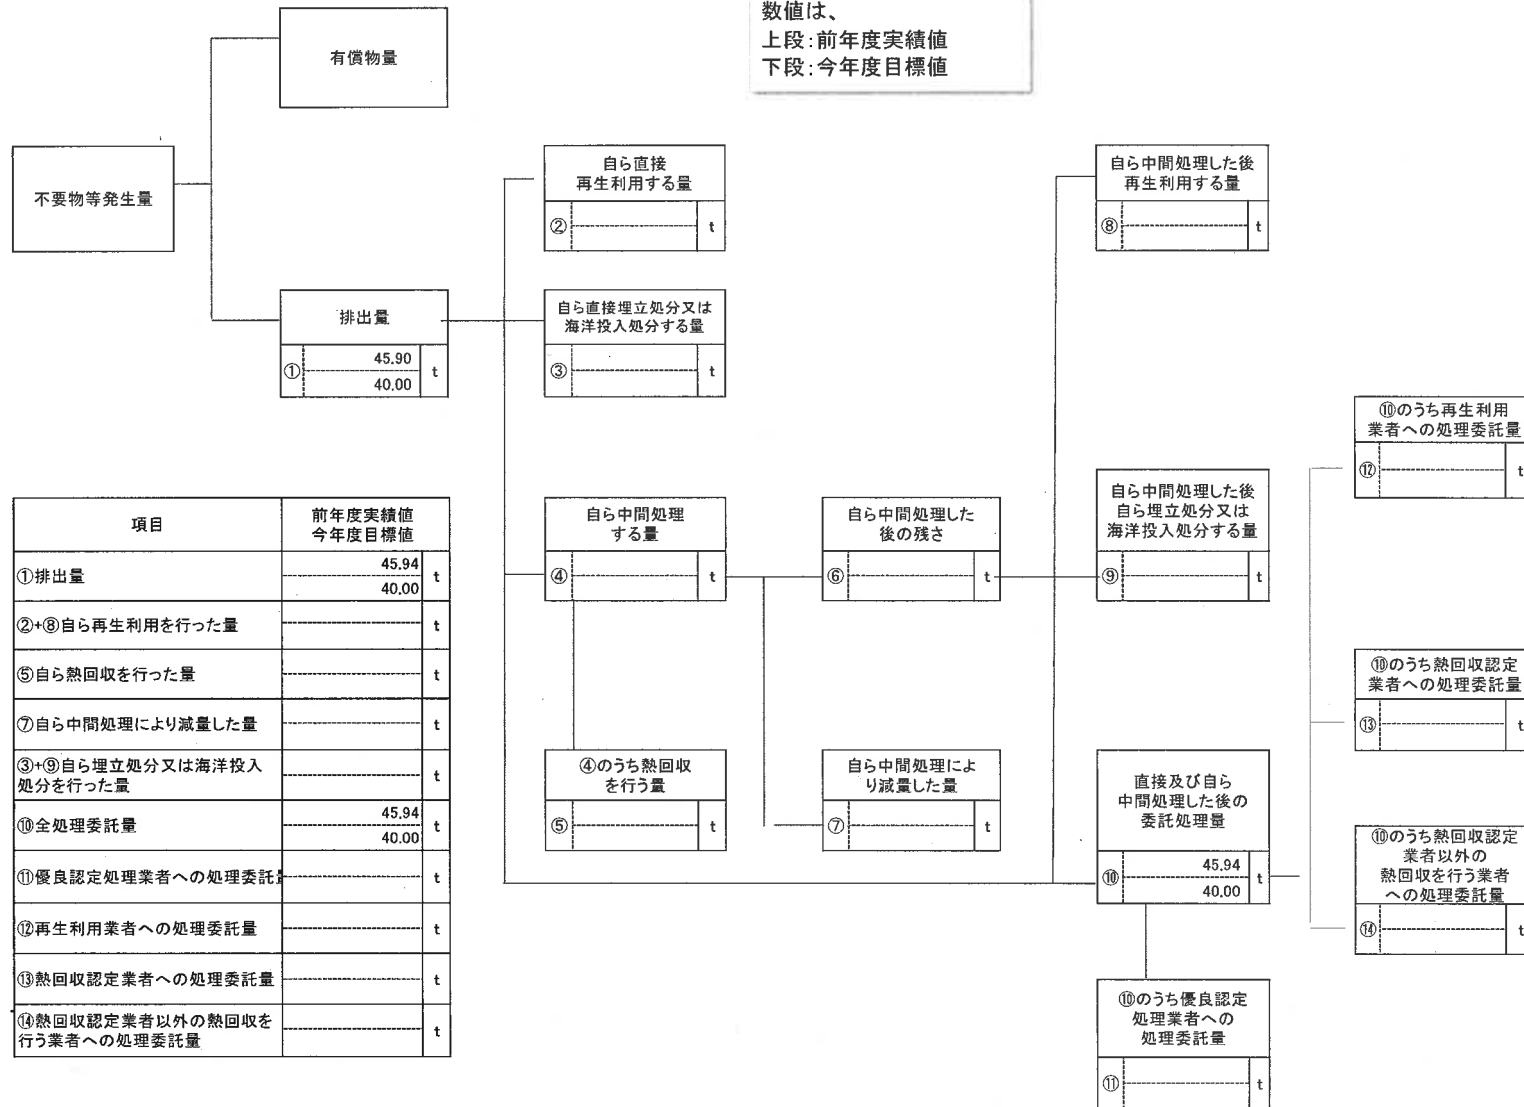 数値は、
上段:前年度実績値
下段:今年度目標値
有償物量
不要物等発生量
排出量
①
45.90
40.00
t
自ら直接
再生利用する量
②
t
自ら直接埋立処分又は
海洋投入処分する量
③
t
自ら中間処理
する量
④
t
④のうち熱回収
を行う量
⑤
t
自ら中間処理した
後の残さ
⑥
t
自ら中間処理によ
り減量した量
⑦
t
自ら中間処理した後
再生利用する量
⑧
t
自ら中間処理した後
自ら埋立処分又は
海洋投入処分する量
⑨
t
直接及び自ら
中間処理した後の
委託処理量
⑩
45.94
40.00
t
⑩のうち優良認定
処理業者への
処理委託量
⑪
t
⑩のうち再生利用
業者への処理委託量
⑫
t
⑩のうち熱回収認定
業者への処理委託量
⑬
t
⑩のうち熱回収認定
業者以外の
熱回収を行う業者
への処理委託量
⑭
t
項目
前年度実績値
今年度目標値
①排出量
45.94
40.00
t
②+⑧自ら再生利用を行った量
t
⑤自ら熱回収を行った量
t
⑦自ら中間処理により減量した量
t
③+⑨自ら埋立処分又は海洋投入
処分を行った量
t
⑩全処理委託量
45.94
40.00
t
⑪優良認定処理業者への処理委託
t
⑫再生利用業者への処理委託量
t
⑬熱回収認定業者への処理委託量
t
⑭熱回収認定業者以外の熱回収を
行う業者への処理委託量
t